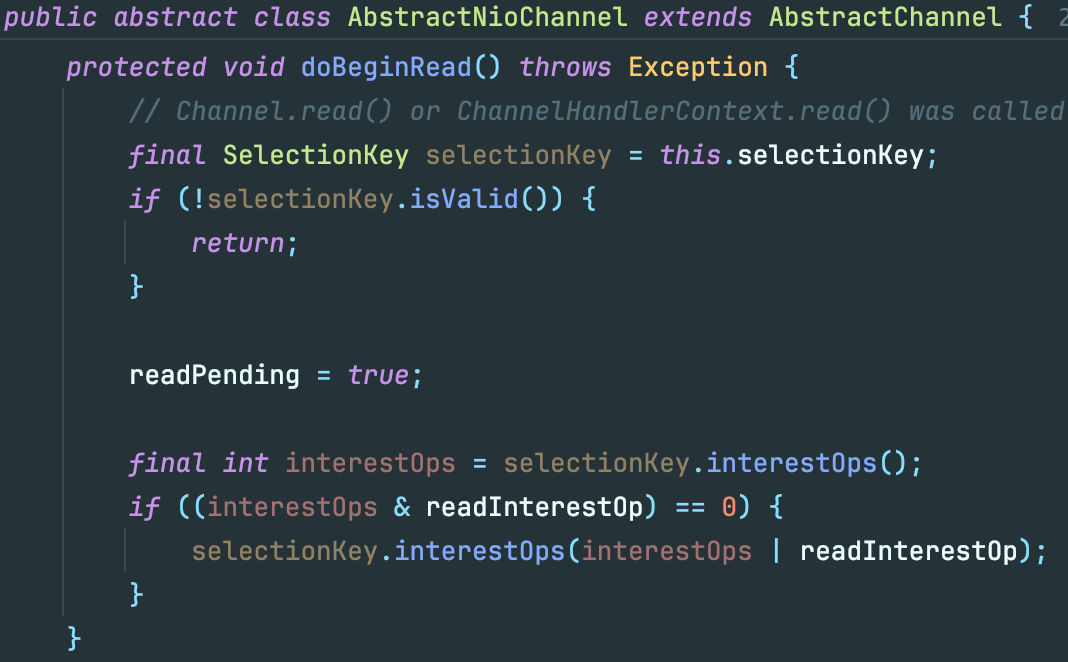 public abstract class AbstractNioChannel extends AbstractChannel { 2
protected void doBeginRead() throws Exception {
// Channel.read() or ChannelHandlerContext.read() was called
final SelectionKey selectionKey = this.selectionKey;
if (!selectionKey.isValid()) {
return;
}
readPending = true;
final int interestOps = selectionKey.interestOps();
if ((interestOps & readInterestOp) == 0) {
selectionKey.interestOps(interestOps | readInterestOp);
}
}